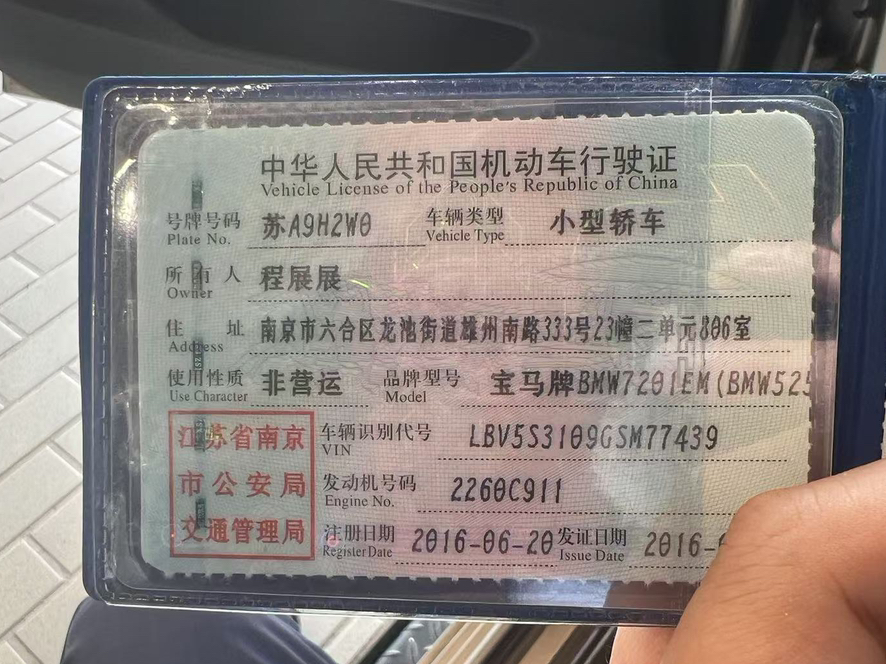 中华人民共和国机动车行驶证
Vehicle License of the People's Republic of China
号牌号码 苏A9H2W0 车辆类型 小型轿车
Plate No. Vehicle Type
所有人 程展展
Owner
住址 南京市六合区龙池街道雄州南路333号23幢二单元806室
Address
使用性质 非营运 品牌型号 宝马牌BMW7201EM(BMW525
Use Character Model
江苏省南京 车辆识别代号 LBV5S3109GSM77439
VIN
市公安局 发动机号码 2260C911
Engine No.
交通管理局 注册日期 2016-06-20 发证日期 2016-
Register Date Issue Date